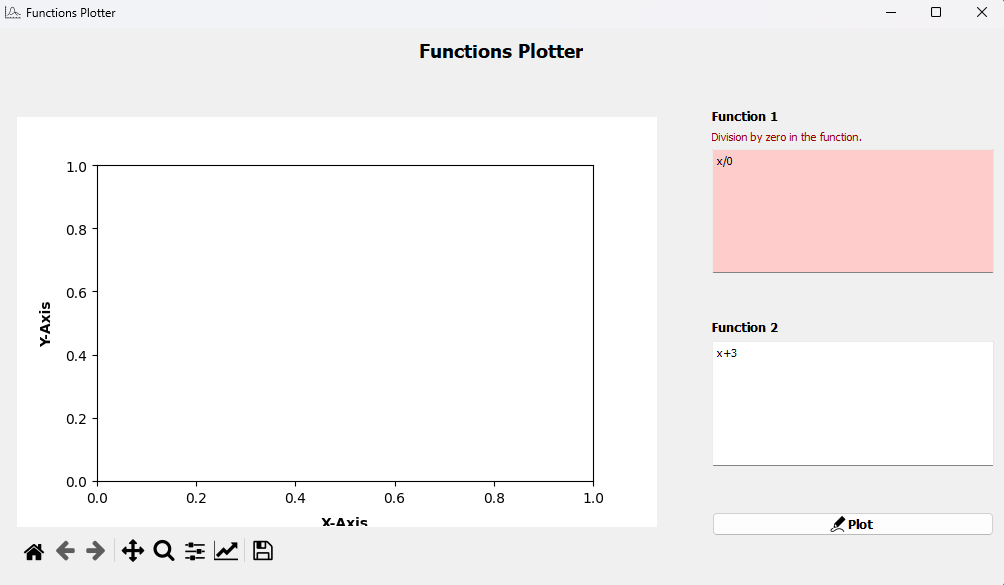 Functions Plotter
Functions Plotter
Function 1
Division by zero in the function.
x/0
1.0
0.8
0.6
0.4
0.2
0.0
Y-Axis
0.0 0.2 0.4 0.6 0.8 1.0
X-Axis
Function 2
x+3
Plot